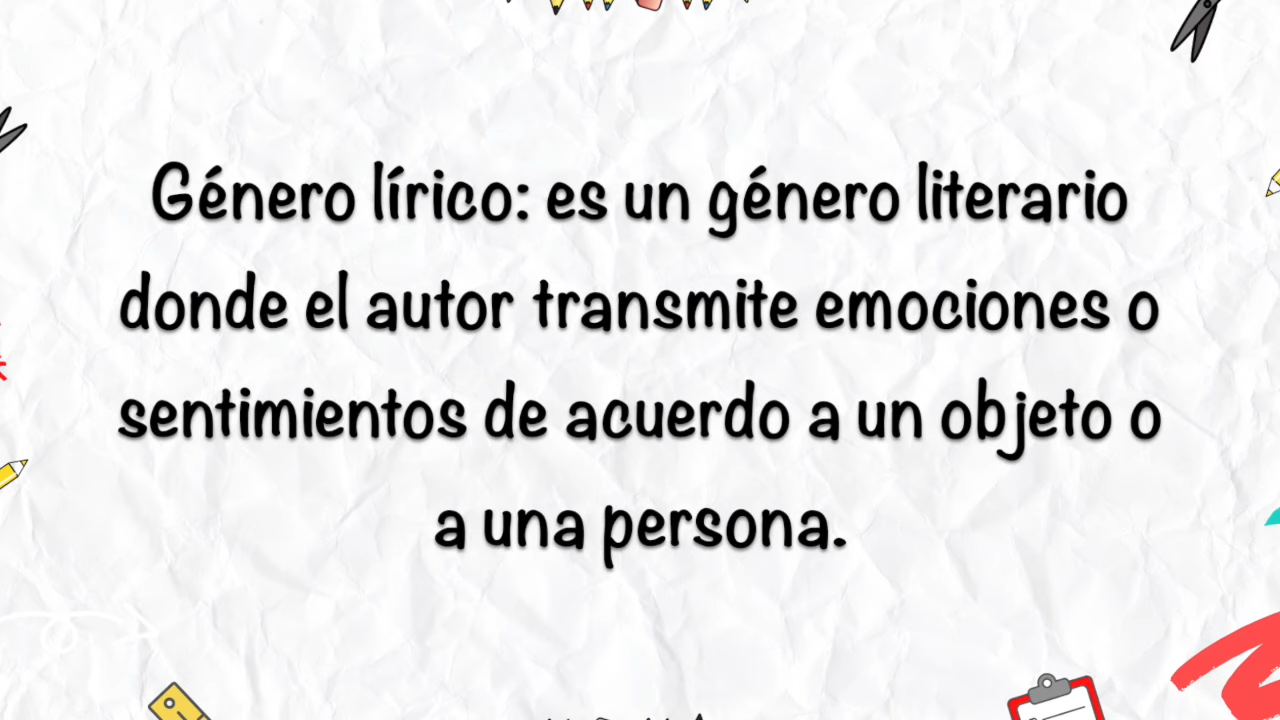 Género lírico: es un género literario
donde el autor transmite emociones o
sentimientos de acuerdo a un objeto o
a una persona.